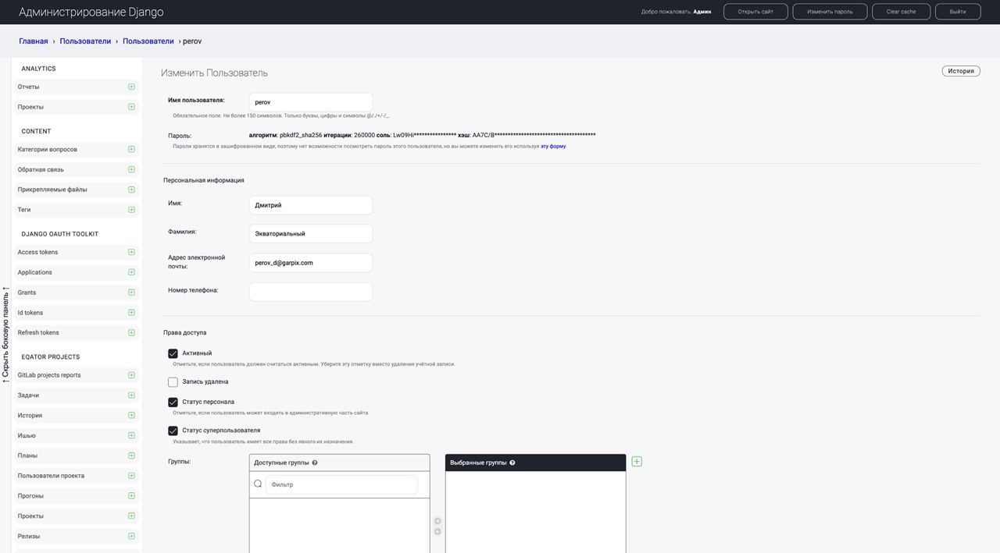 Администрирование Django
Добро пожаловать, Админ.
Открыть сайт
Изменить пароль
Clear cache
Выйти
Главная › Пользователи › Пользователи › perov
↑ Скрыть боковую панель ↑
ANALYTICS
Отчеты
Проекты
CONTENT
Категории вопросов
Обратная связь
Прикрепляемые файлы
Теги
DJANGO OAUTH TOOLKIT
Access tokens
Applications
Grants
Id tokens
Refresh tokens
EQATOR PROJECTS
GitLab projects reports
Задачи
История
Ишью
Планы
Пользователи проекта
Прогоны
Проекты
Релизы
Изменить Пользователь
История
Имя пользователя:
perov
Обязательное поле. Не более 150 символов. Только буквы, цифры и символы @/./+/-/_.
Пароль:
алгоритм: pbkdf2_sha256 итерации: 260000 соль: Lw09Hi**************** хэш: AA7C/B**************************************
Пароли хранятся в зашифрованном виде, поэтому нет возможности посмотреть пароль этого пользователя, но вы можете изменить его используя эту форму.
Персональная информация
Имя:
Дмитрий
Фамилия:
Экваториальный
Адрес электронной
почты:
perov_d@garpix.com
Номер телефона:
Права доступа
Активный
Отметьте, если пользователь должен считаться активным. Уберите эту отметку вместо удаления учётной записи.
Запись удалена
Статус персонала
Отметьте, если пользователь может входить в административную часть сайта.
Статус суперпользователя
Указывает, что пользователь имеет все права без явного их назначения.
Группы:
Доступные группы ?
Фильтр
Выбранные группы ?